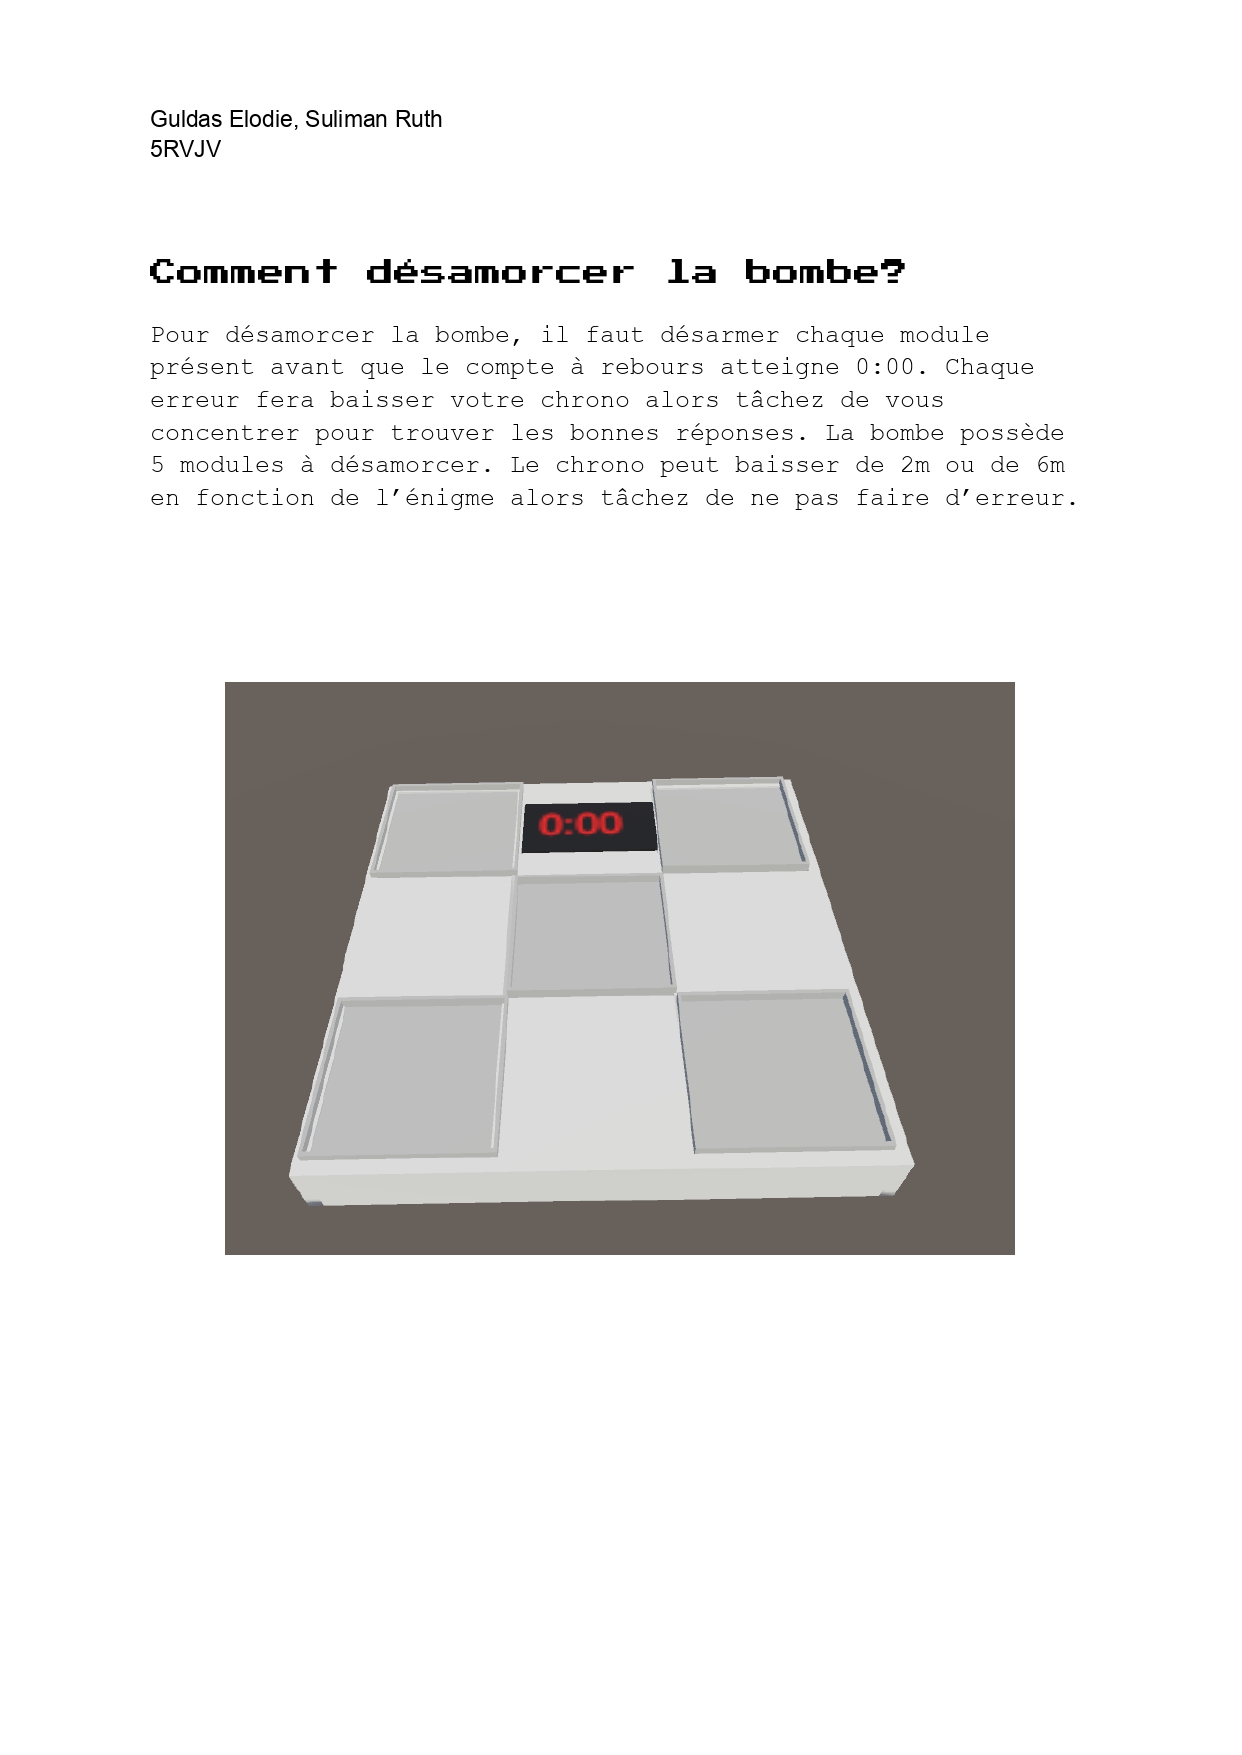 Guldas Elodie, Suliman Ruth
5RVJV
Comment désamorcer la bombe?
Pour désamorcer la bombe, il faut désarmer chaque module
présent avant que le compte à rebours atteigne 0:00. Chaque
erreur fera baisser votre chrono alors tâchez de vous
concentrer pour trouver les bonnes réponses. La bombe possède
5 modules à désamorcer. Le chrono peut baisser de 2m ou de 6m
en fonction de l’énigme alors tâchez de ne pas faire d’erreur.
0:00